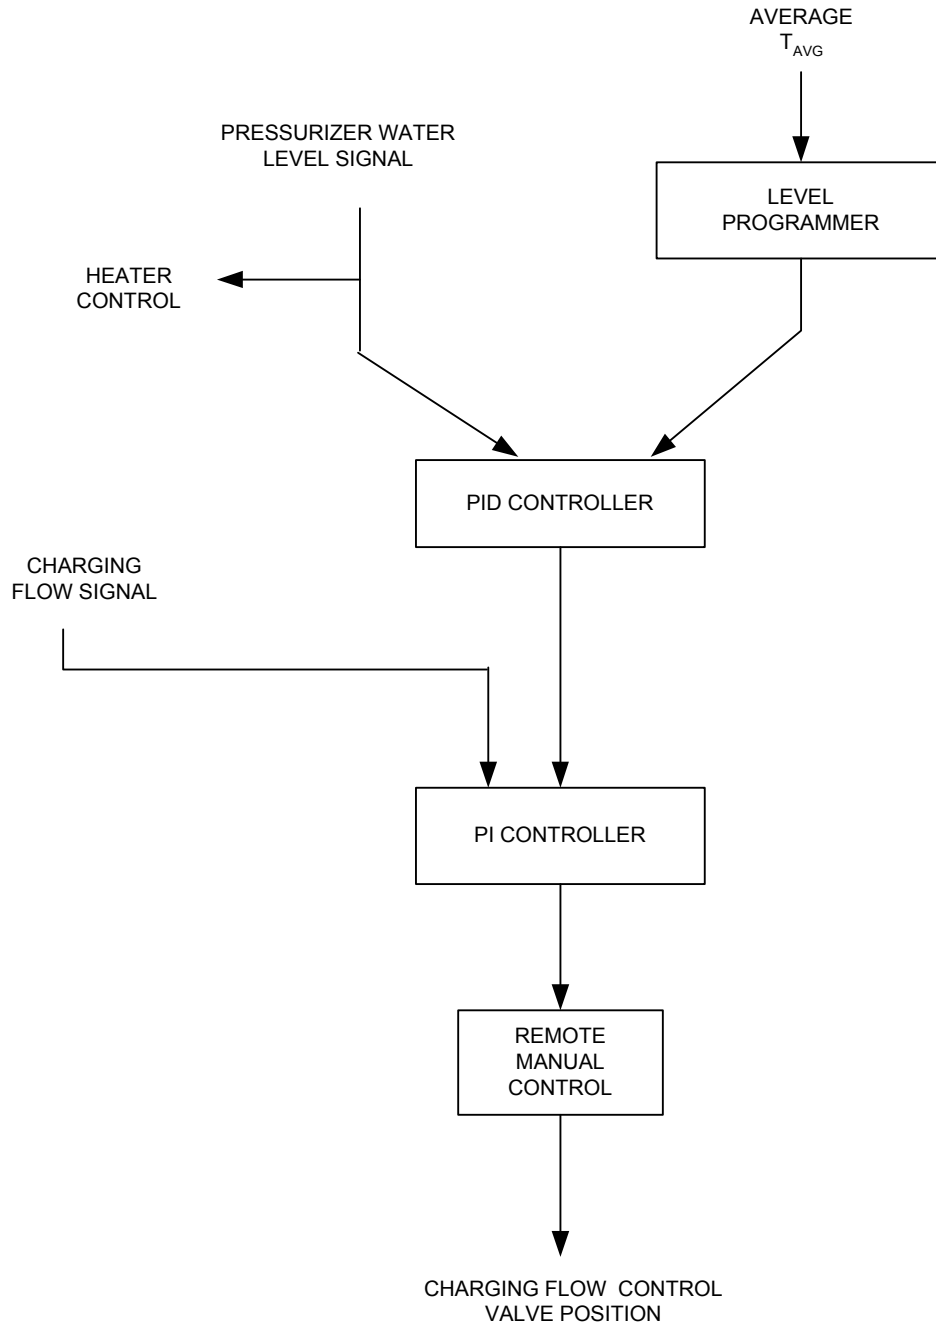 AVERAGE
TAVG
PRESSURIZER WATER
LEVEL SIGNAL
LEVEL
PROGRAMMER
HEATER
CONTROL
PID CONTROLLER
CHARGING
FLOW SIGNAL
PI CONTROLLER
REMOTE
MANUAL
CONTROL
CHARGING FLOW CONTROL
VALVE POSITION